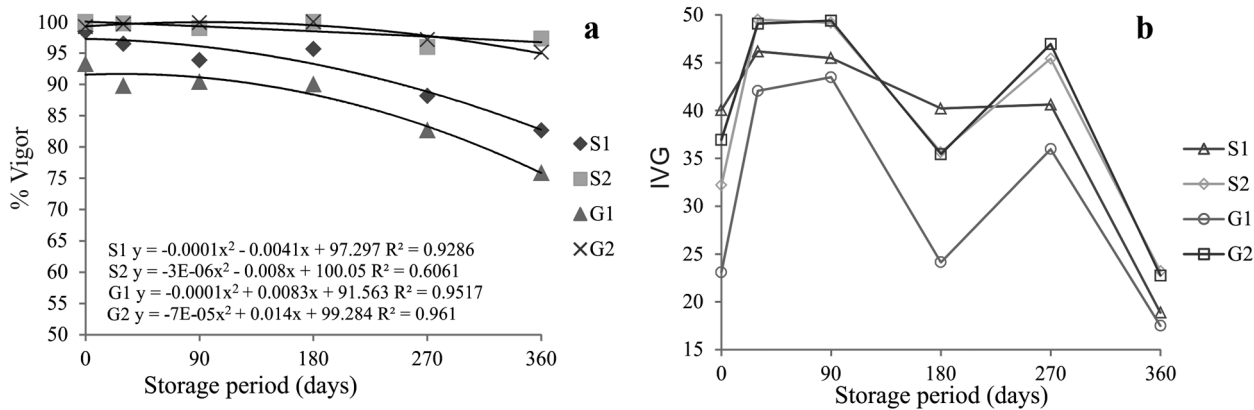 a
% Vigor
100
95
90
85
80
75
70
65
60
55
50
S1
S2
G1
G2
S1 y = -0.0001x² - 0.0041x + 97.297 R² = 0.9286
S2 y = -3E-06x² - 0.008x + 100.05 R² = 0.6061
G1 y = -0.0001x² + 0.0083x + 91.563 R² = 0.9517
G2 y = -7E-05x² + 0.014x + 99.284 R² = 0.961
0 90 180 270 360
Storage period (days)
b
IVG
50
45
40
35
30
25
20
15
S1
S2
G1
G2
0 90 180 270 360
Storage period (days)